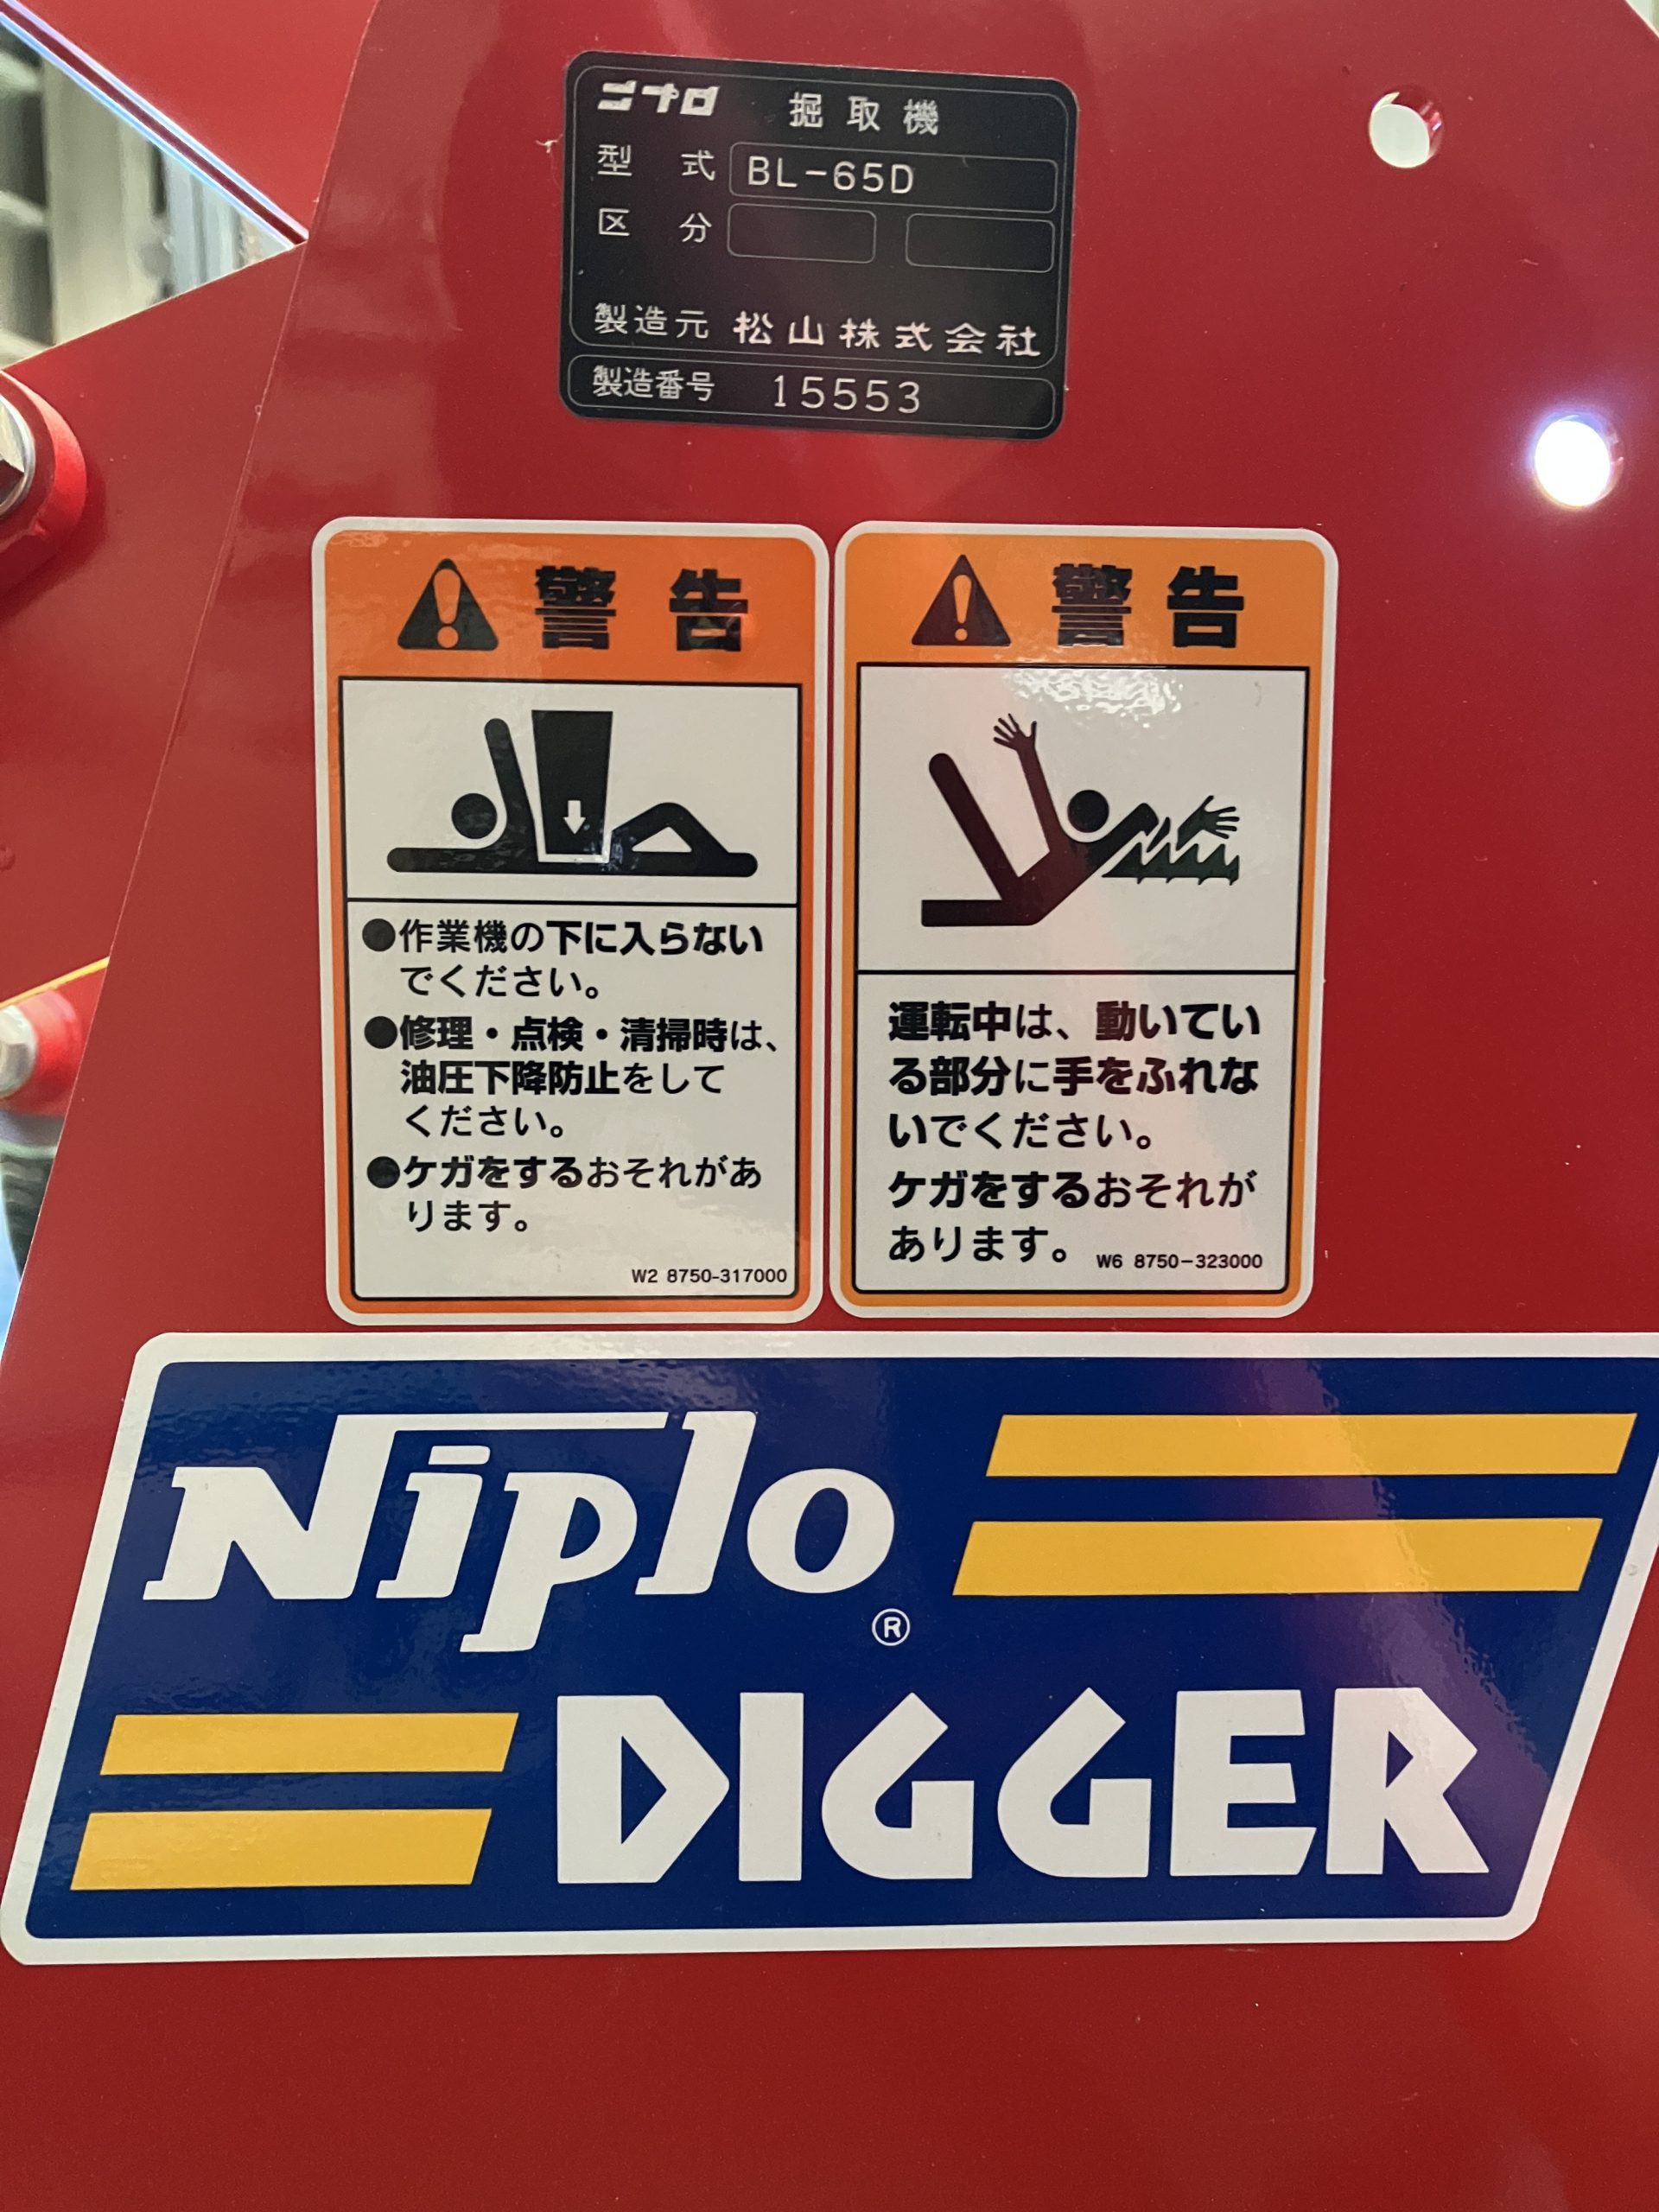 ニプロ 掘取機
型式 BL-65D
区分
製造元 松山株式会社
製造番号 15553
警告
●作業機の下に入らない
でください。
●修理・点検・清掃時は、
油圧下降防止をして
ください。
●ケガをするおそれがあ
ります。
W2 8750-317000
警告
運転中は、動いてい
る部分に手をふれな
いでください。
ケガをするおそれが
あります。 W6 8750-323000
Niplo
®
DIGGER